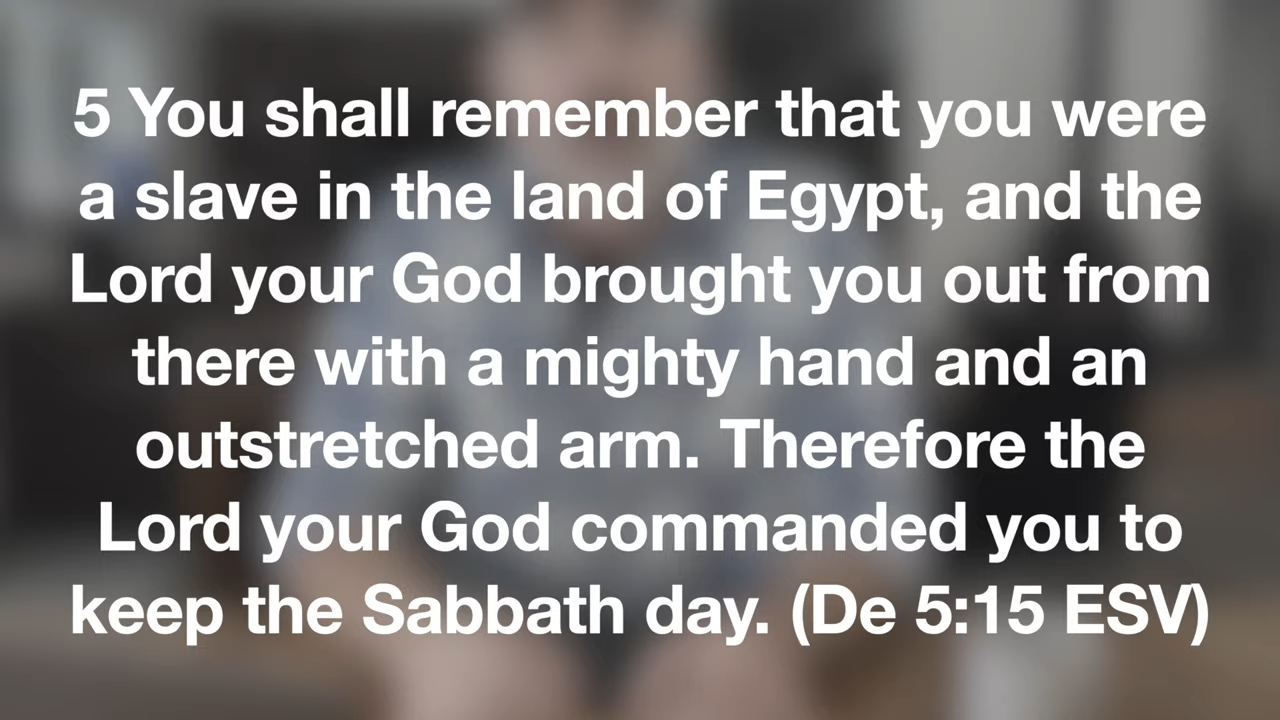 5 You shall remember that you were
a slave in the land of Egypt, and the
Lord your God brought you out from
there with a mighty hand and an
outstretched arm. Therefore the
Lord your God commanded you to
keep the Sabbath day. (De 5:15 ESV)